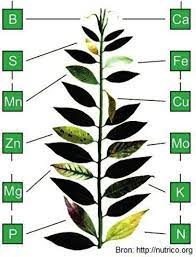 B Ca
S Fe
Mn Cu
Zn Mo
Mg K
P N
Bron: http://nutrico.org